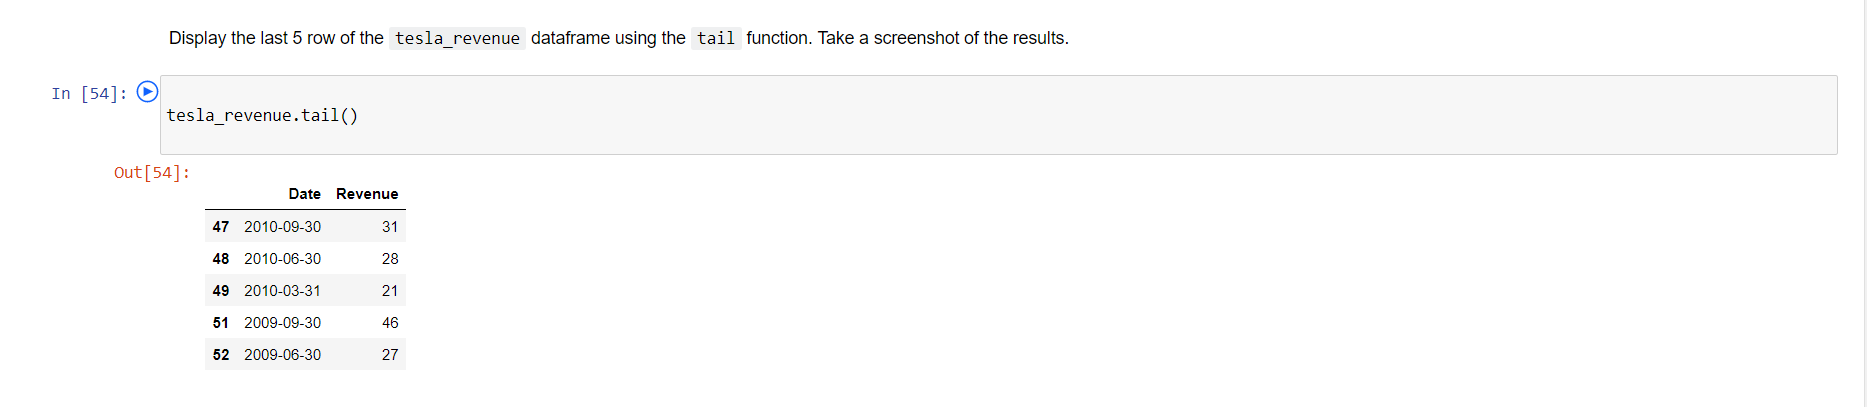 Display the last 5 row of the tesla_revenue dataframe using the tail function. Take a screenshot of the results.
In [54]:
tesla_revenue.tail()
Out[54]:
Date Revenue
47 2010-09-30 31
48 2010-06-30 28
49 2010-03-31 21
51 2009-09-30 46
52 2009-06-30 27